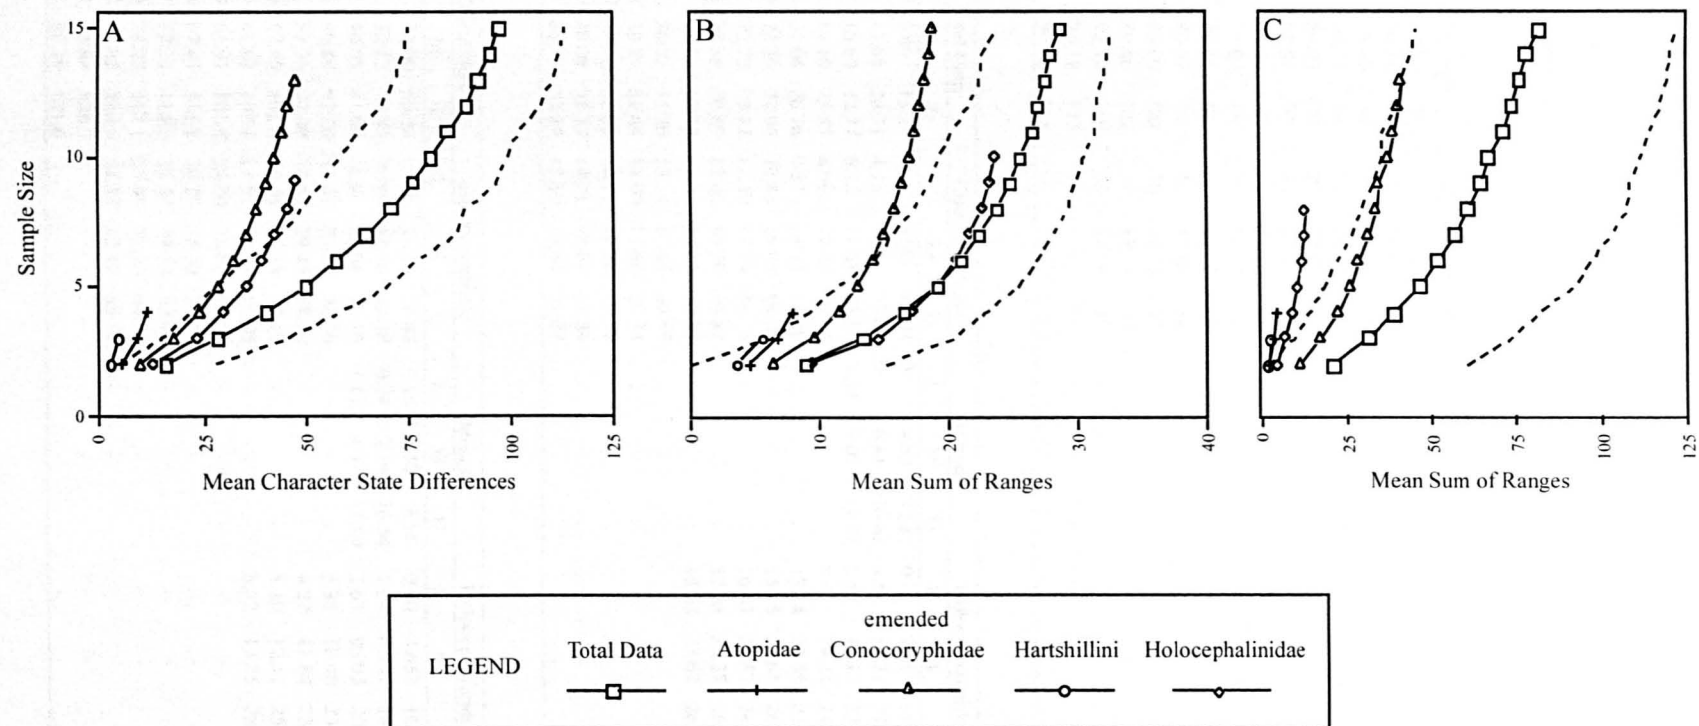 A
B
C
15
10
5
0
Sample Size
0 25 50 75 100 125
0 10 20 30 40
0 25 50 75 100 125
Mean Character State Differences
Mean Sum of Ranges
Mean Sum of Ranges
LEGEND
Total Data
Atopidae
emended
Conocoryphidae
Hartshillini
Holocephalinidae